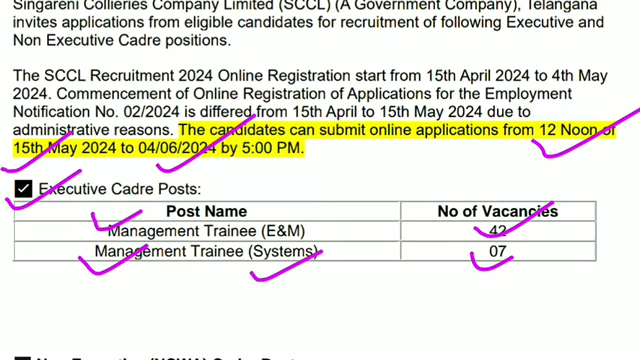 Singareni Collieries Company Limited (SCCL) (A Government Company), Telangana
invites applications from eligible candidates for recruitment of following Executive and
Non Executive Cadre positions.
The SCCL Recruitment 2024 Online Registration start from 15th April 2024 to 4th May
2024. Commencement of Online Registration of Applications for the Employment
Notification No. 02/2024 is differed from 15th April to 15th May 2024 due to
administrative reasons. The candidates can submit online applications from 12 Noon of
15th May 2024 to 04/06/2024 by 5:00 PM.
Executive Cadre Posts:
Post Name No of Vacancies
Management Trainee (E&M) 42
Management Trainee (Systems) 07